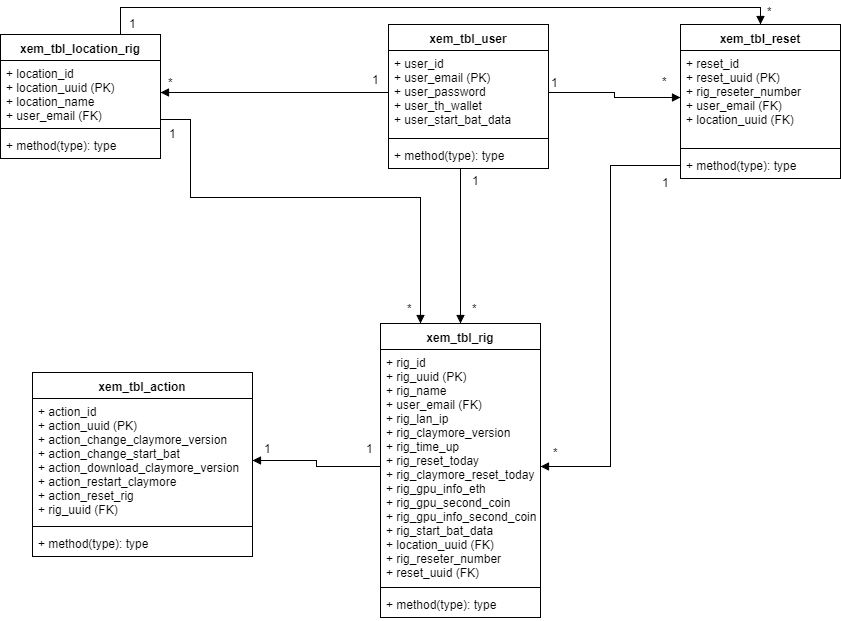 1
*
xem_tbl_location_rig
+ location_id
+ location_uuid (PK)
+ location_name
+ user_email (FK)
+ method(type): type
*
1
1
xem_tbl_user
+ user_id
+ user_email (PK)
+ user_password
+ user_th_wallet
+ user_start_bat_data
+ method(type): type
1
*
1
xem_tbl_reset
+ reset_id
+ reset_uuid (PK)
+ rig_reseter_number
+ user_email (FK)
+ location_uuid (FK)
+ method(type): type
1
*
*
xem_tbl_rig
+ rig_id
+ rig_uuid (PK)
+ rig_name
+ user_email (FK)
+ rig_lan_ip
+ rig_claymore_version
+ rig_time_up
+ rig_reset_today
+ rig_claymore_reset_today
+ rig_gpu_info_eth
+ rig_gpu_second_coin
+ rig_gpu_info_second_coin
+ rig_start_bat_data
+ location_uuid (FK)
+ rig_reseter_number
+ reset_uuid (FK)
+ method(type): type
*
1
1
xem_tbl_action
+ action_id
+ action_uuid (PK)
+ action_change_claymore_version
+ action_change_start_bat
+ action_download_claymore_version
+ action_restart_claymore
+ action_reset_rig
+ rig_uuid (FK)
+ method(type): type